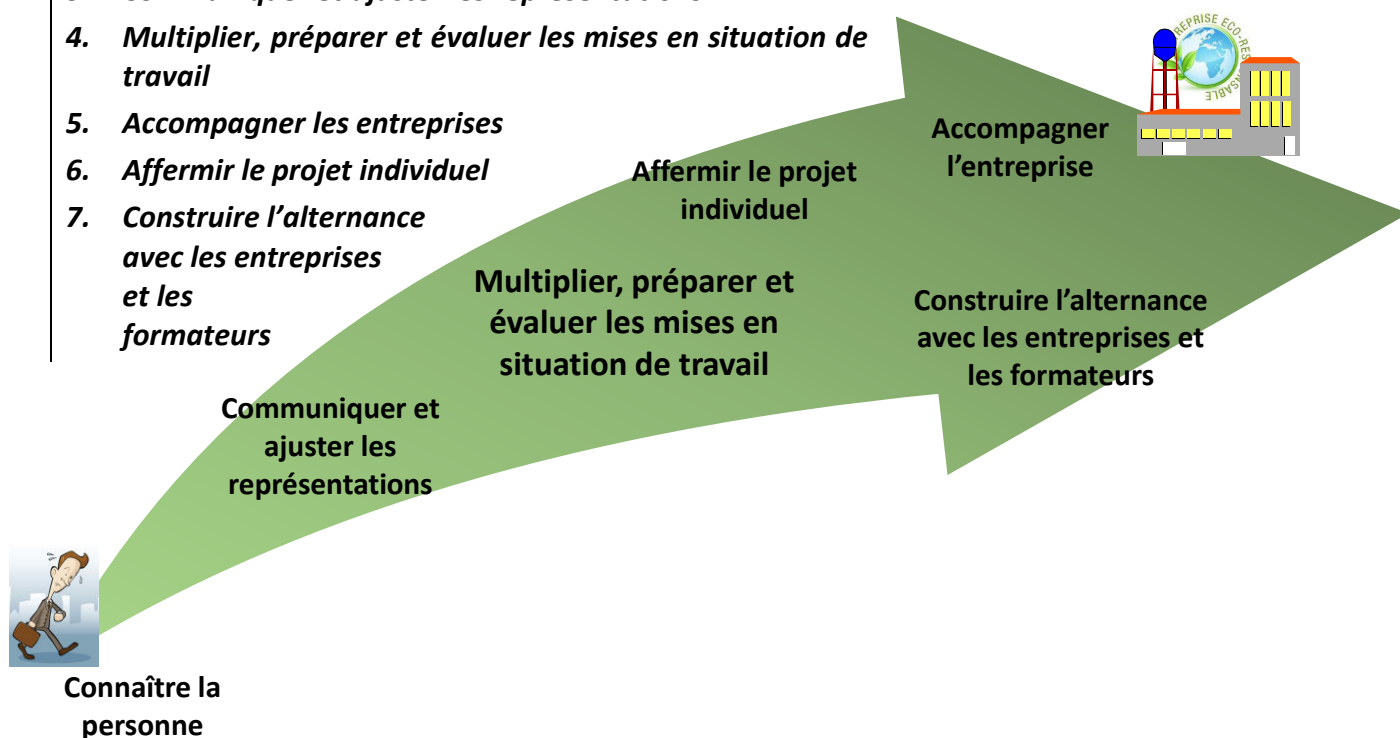 4. Multiplier, préparer et évaluer les mises en situation de
travail
5. Accompagner les entreprises
6. Affermir le projet individuel
7. Construire l’alternance
avec les entreprises
et les
formateurs
ENTREPRISE ECO-RESPONSABLE
Accompagner
l’entreprise
Affermir le projet
individuel
Multiplier, préparer et
évaluer les mises en
situation de travail
Construire l’alternance
avec les entreprises et
les formateurs
Communiquer et
ajuster les
représentations
Connaître la
personne